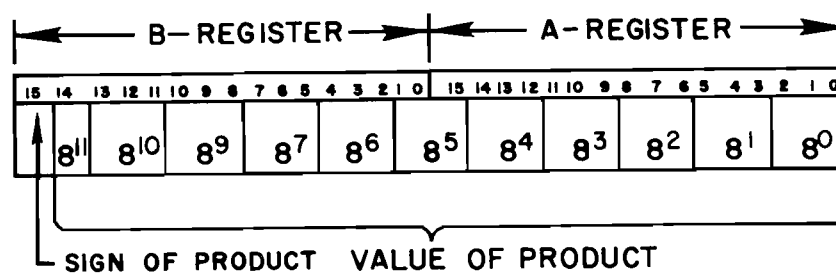 B-REGISTER A-REGISTER
15 14 13 12 11 10 9 8 7 6 5 4 3 2 1 0 15 14 13 12 11 10 9 8 7 6 5 4 3 2 1 0
8¹¹ 8¹⁰ 8⁹ 8⁷ 8⁶ 8⁵ 8⁴ 8³ 8² 8¹ 8⁰
SIGN OF PRODUCT VALUE OF PRODUCT